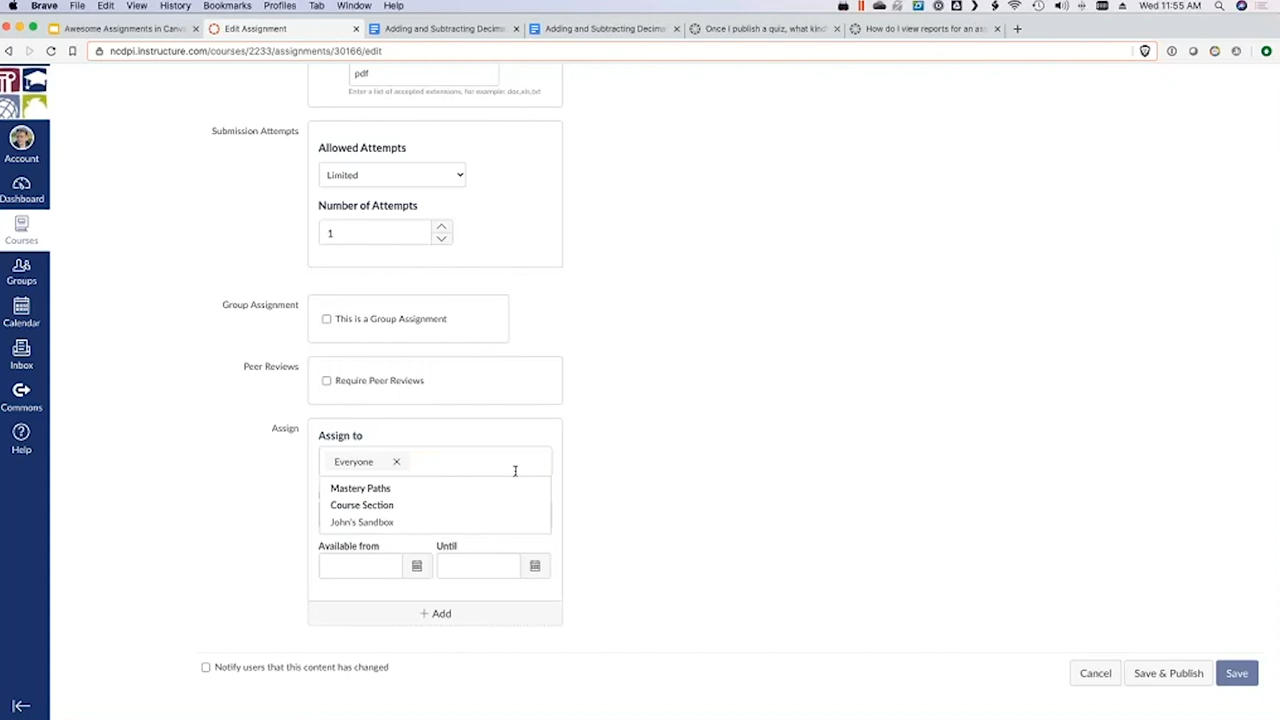 Brave File Edit View History Bookmarks Profiles Tab Window Help Wed 11:55 AM
Awesome Assignments in Canva × Edit Assignment × Adding and Subtracting Decima × Adding and Subtracting Decima × Once I publish a quiz, what kind × How do I view reports for an as × +
ncdpi.instructure.com/courses/2233/assignments/30166/edit
pdf
Enter a list of accepted extensions, for example: doc,xls,txt
Submission Attempts
Allowed Attempts
Limited
Number of Attempts
1
Group Assignment
This is a Group Assignment
Peer Reviews
Require Peer Reviews
Assign
Assign to
Everyone ×
Mastery Paths
Course Section
John's Sandbox
Available from Until
+ Add
Notify users that this content has changed
Cancel Save & Publish Save
Account
Dashboard
Courses
Groups
Calendar
Inbox
Commons
Help